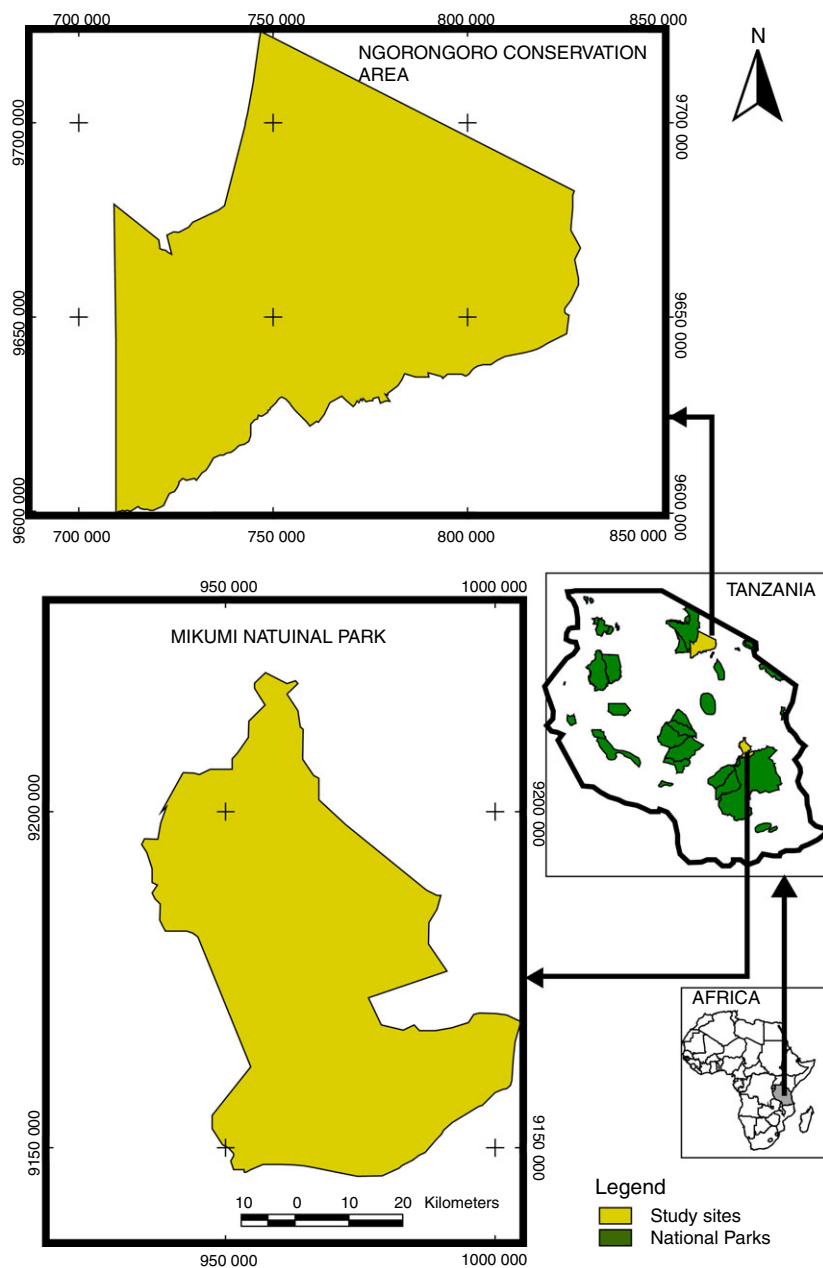 700 000
750 000
800 000
850 000
NGORONGORO CONSERVATION
AREA
N
9700 000
9700 000
9650 000
9650 000
9600 000
9600 000
700 000
750 000
800 000
850 000
950 000
1000 000
TANZANIA
MIKUMI NATUINAL PARK
9200 000
9200 000
AFRICA
9150 000
9150 000
10
0
10
20
Kilometers
Legend
Study sites
National Parks
950 000
1000 000